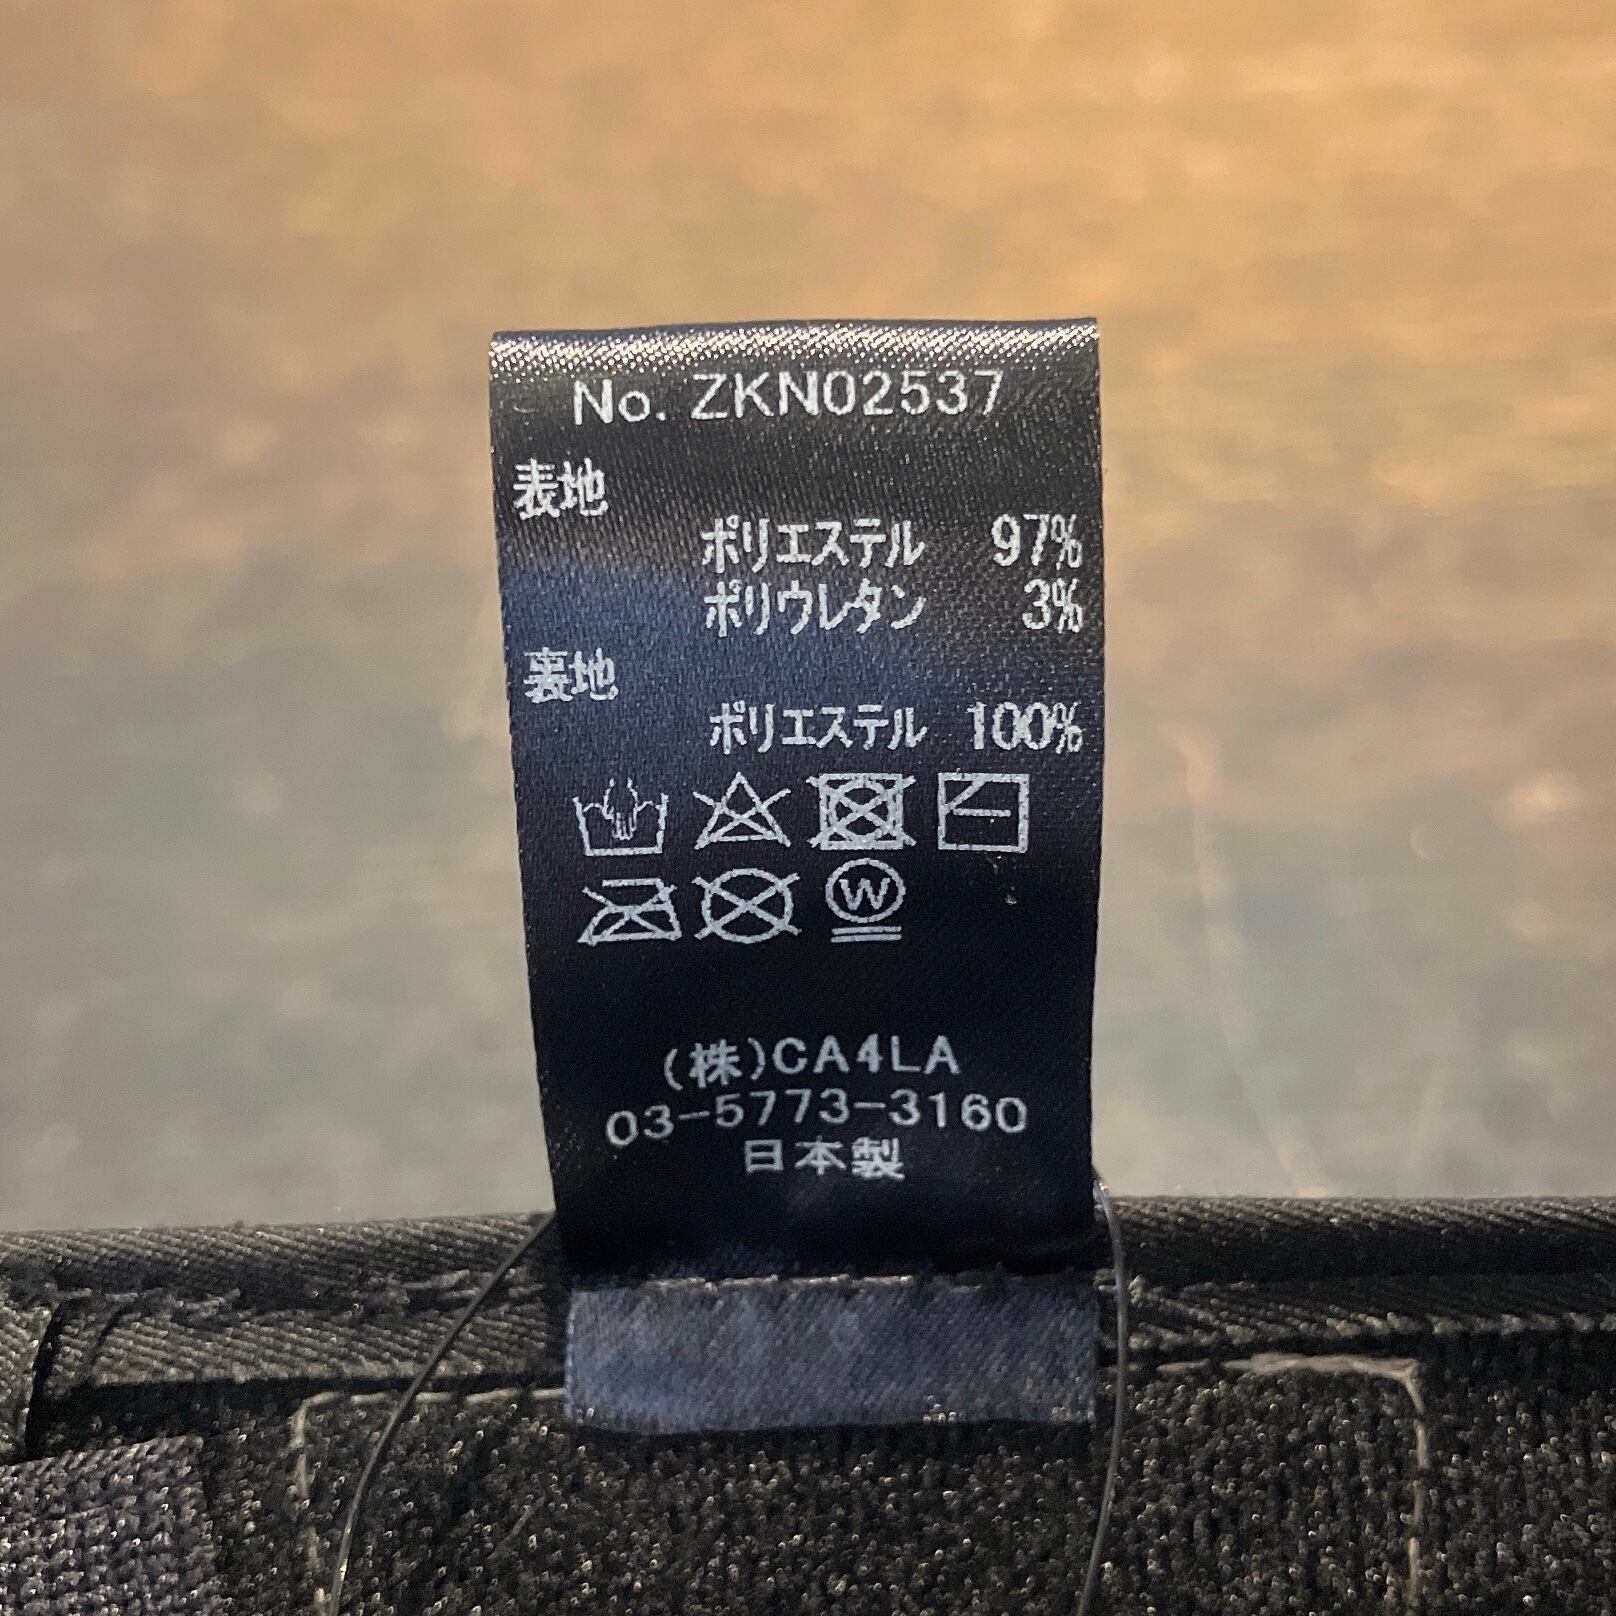 No. ZKN02537
表地
ポリエステル 97%
ポリウレタン 3%
裏地
ポリエステル 100%
W
(株)CA4LA
03-5773-3160
日本製